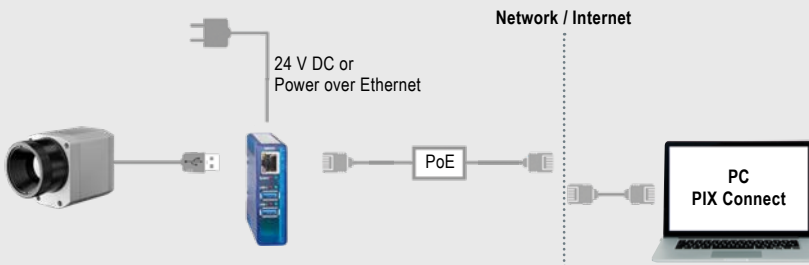 Network / Internet
24 V DC or
Power over Ethernet
PoE
PC
PIX Connect